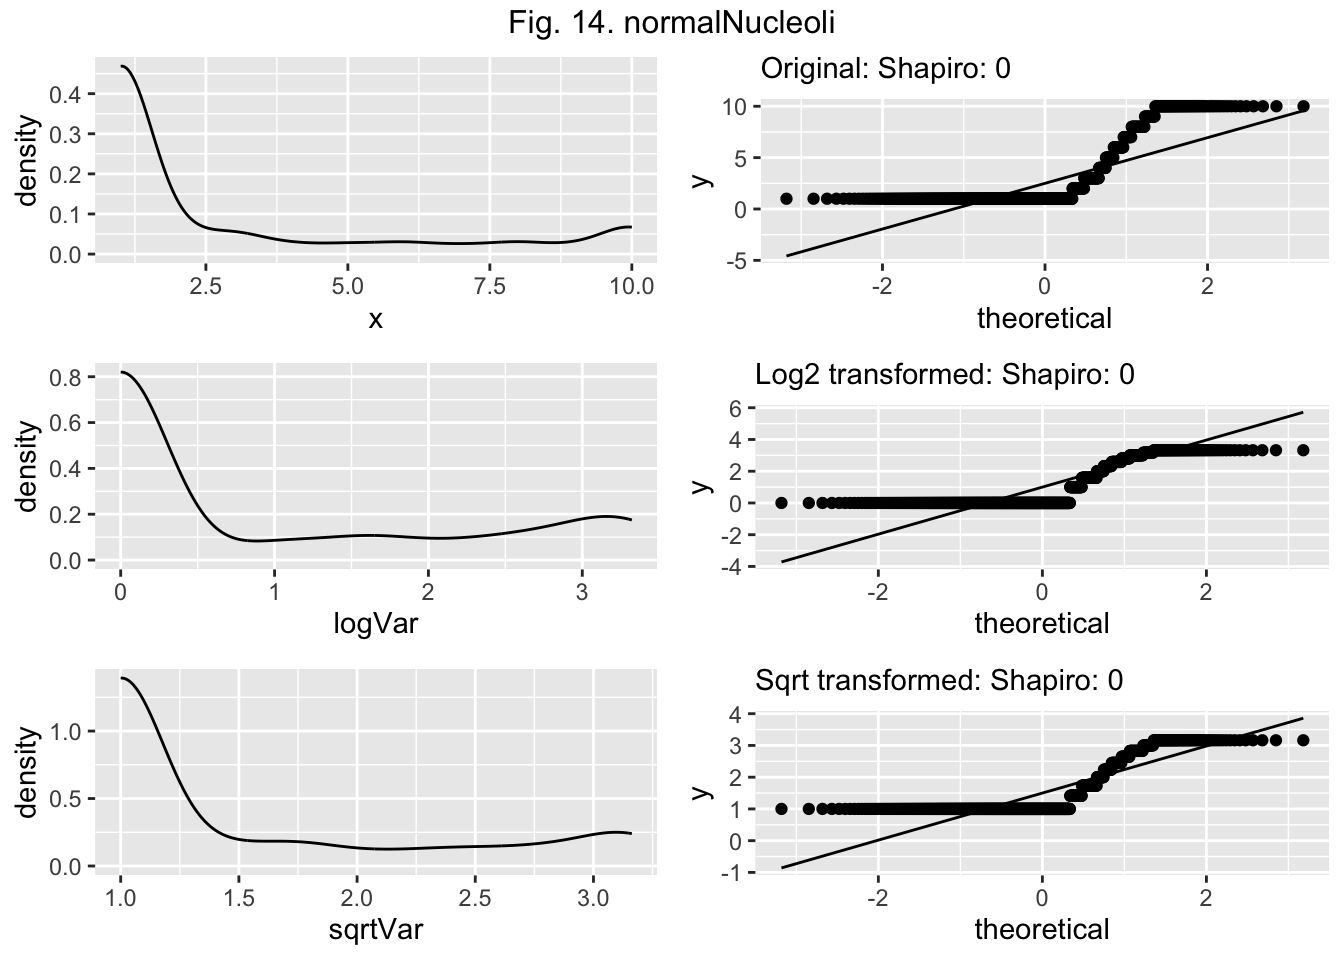 Fig. 14. normalNucleoli
density
0.4
0.3
0.2
0.1
0.0
2.5 5.0 7.5 10.0
x
Original: Shapiro: 0
y
10
5
0
-5
-2 0 2
theoretical
density
0.8
0.6
0.4
0.2
0.0
0 1 2 3
logVar
Log2 transformed: Shapiro: 0
y
6
4
2
0
-2
-4
-2 0 2
theoretical
density
1.0
0.5
0.0
1.0 1.5 2.0 2.5 3.0
sqrtVar
Sqrt transformed: Shapiro: 0
y
4
3
2
1
0
-1
-2 0 2
theoretical